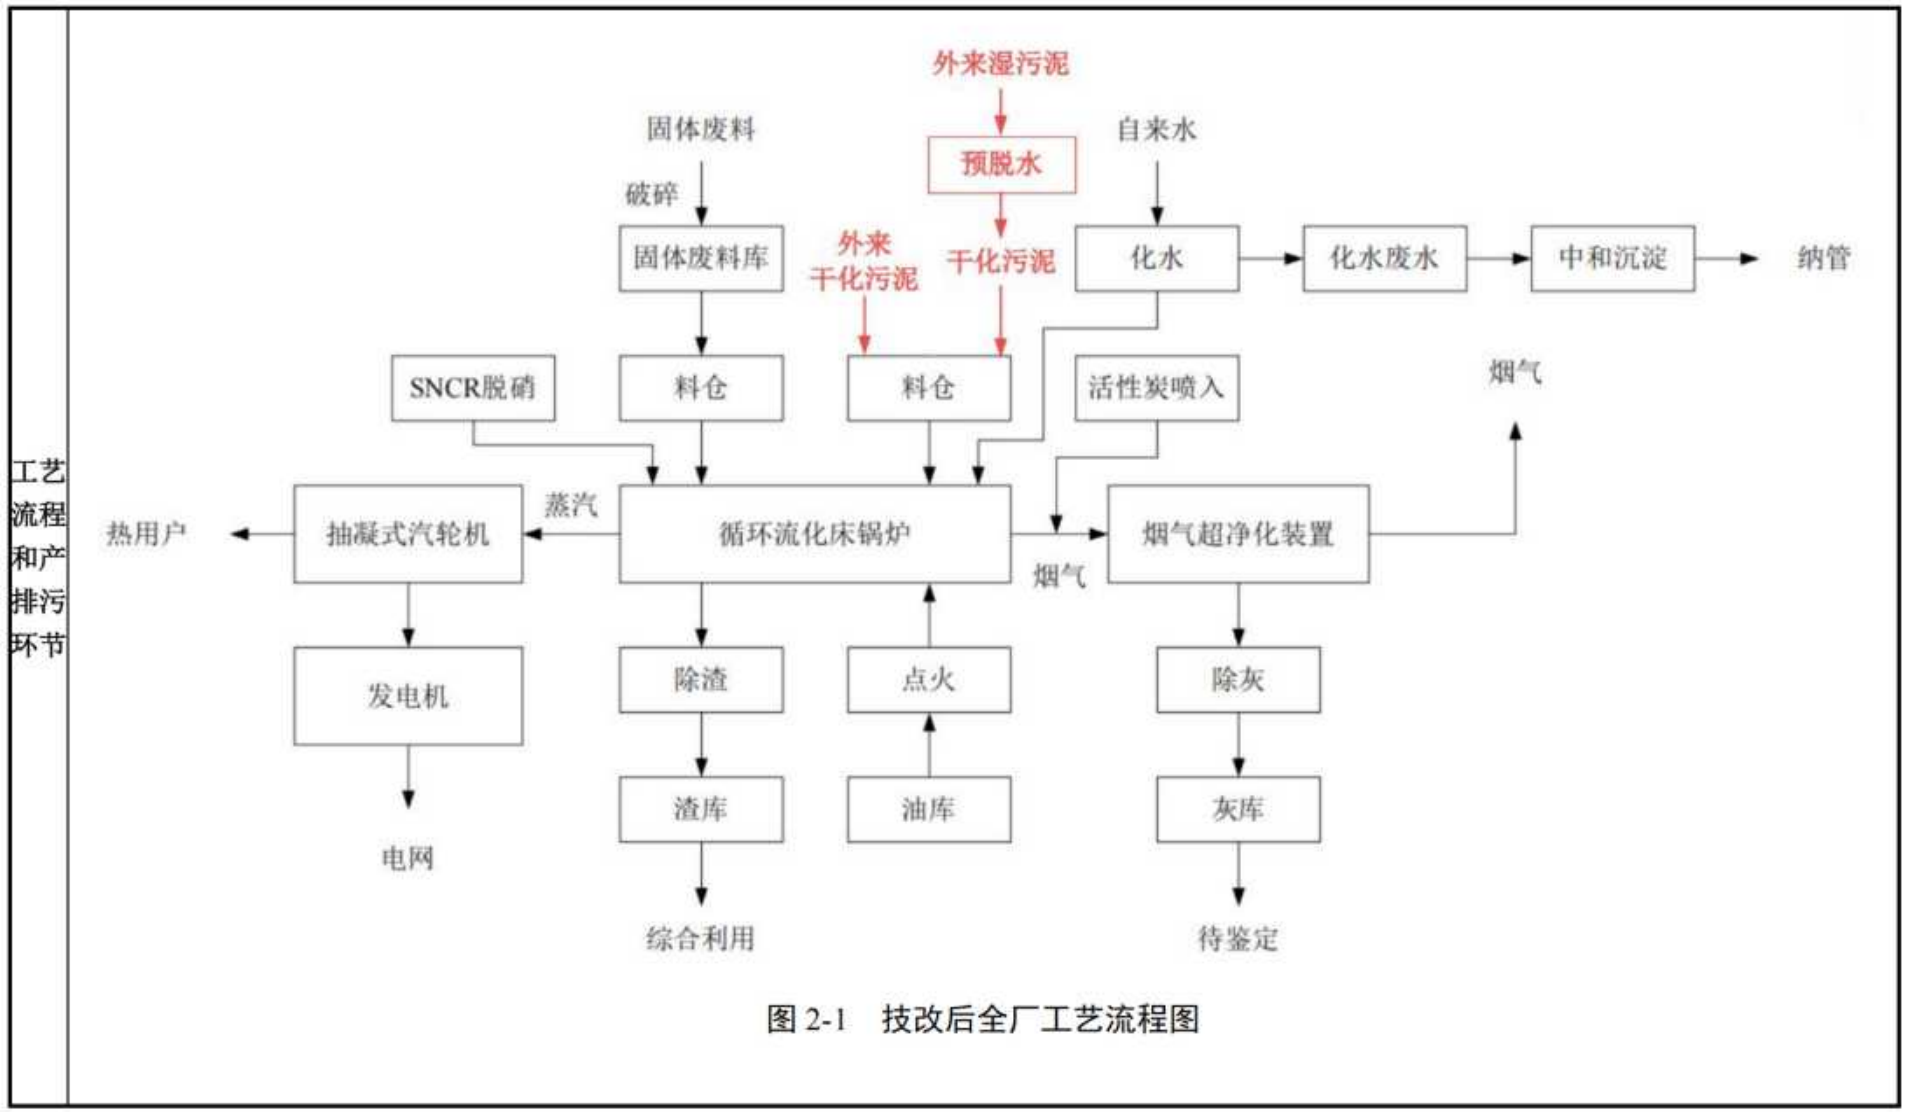 外来湿污泥
固体废料
自来水
预脱水
破碎
固体废料库
外来
干化污泥
干化污泥
化水
化水废水
中和沉淀
纳管
SNCR脱硝
料仓
料仓
活性炭喷入
烟气
工艺
流程
和产
排污
环节
热用户
抽凝式汽轮机
蒸汽
循环流化床锅炉
烟气
烟气超净化装置
发电机
除渣
点火
除灰
渣库
油库
灰库
电网
综合利用
待鉴定
图 2-1 技改后全厂工艺流程图